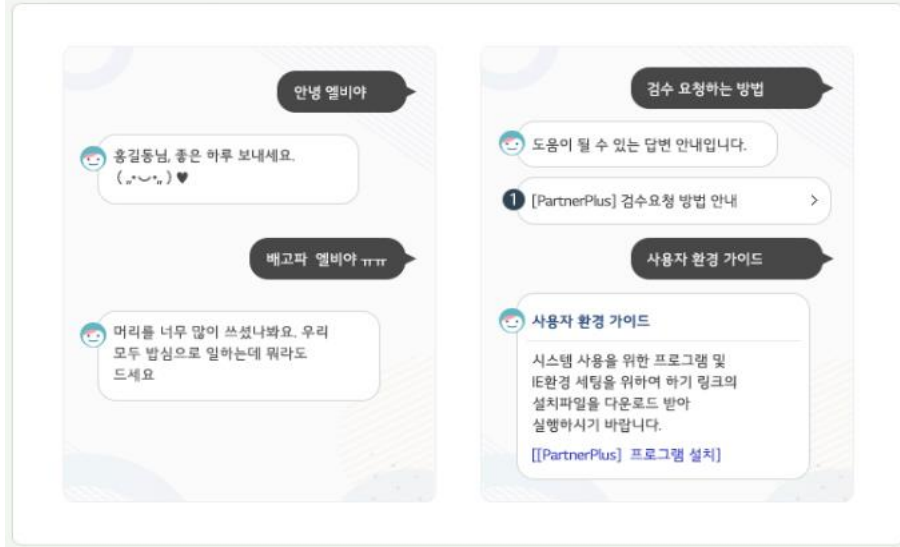 안녕 엘비야
홍길동님, 좋은 하루 보내세요.
( „•‿•„ ) ♥
배고파 엘비야 ㅠㅠ
머리를 너무 많이 쓰셨나봐요. 우리
모두 밥심으로 일하는데 뭐라도
드세요
검수 요청하는 방법
도움이 될 수 있는 답변 안내입니다.
1 [PartnerPlus] 검수요청 방법 안내 >
사용자 환경 가이드
사용자 환경 가이드
시스템 사용을 위한 프로그램 및
IE환경 세팅을 위하여 하기 링크의
설치파일을 다운로드 받아
실행하시기 바랍니다.
[[PartnerPlus] 프로그램 설치]